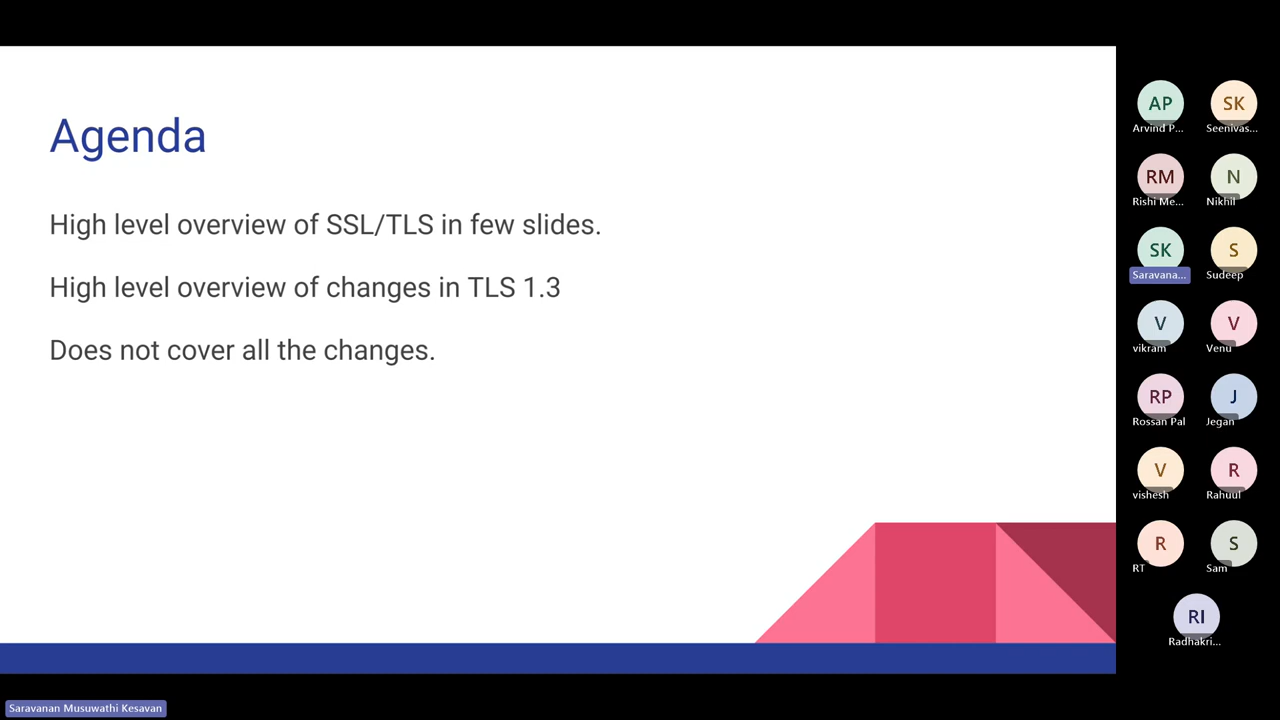 Agenda
High level overview of SSL/TLS in few slides.
High level overview of changes in TLS 1.3
Does not cover all the changes.
AP SK
Arvind P... Seenivas...
RM N
Rishi Me... Nikhil
SK S
Saravana... Sudeep
V V
vikram Venu
RP J
Rossan Pal Jegan
V R
vishesh Rahuul
R S
RT Sam
RI
Radhakri...
Saravanan Musuwathi Kesavan